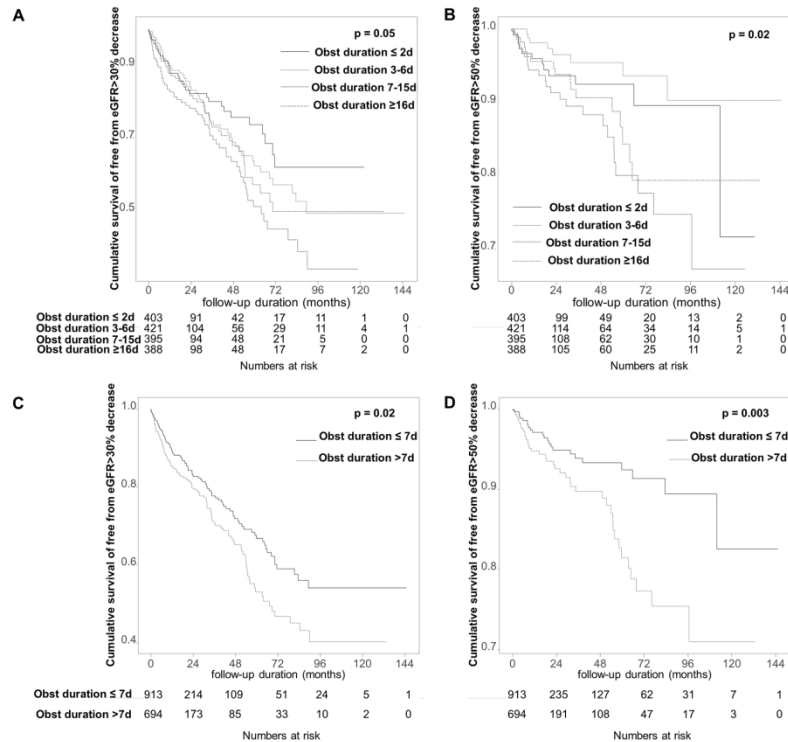 A
Cumulative survival of free from eGFR>30% decrease
p = 0.05
Obst duration ≤ 2d
Obst duration 3-6d
Obst duration 7-15d
Obst duration ≥16d
0.9
0.7
0.5
0 24 48 72 96 120 144
follow-up duration (months)
Obst duration ≤ 2d 403 91 42 17 11 1 0
Obst duration 3-6d 421 104 56 29 11 4 1
Obst duration 7-15d 395 94 48 21 5 0 0
Obst duration ≥16d 388 98 48 17 7 2 0
Numbers at risk
B
Cumulative survival of free from eGFR>50% decrease
p = 0.02
1.0
0.9
0.8
0.7
Obst duration ≤ 2d
Obst duration 3-6d
Obst duration 7-15d
Obst duration ≥16d
0 24 48 72 96 120 144
follow-up duration (months)
403 99 49 20 13 2 0
421 114 64 34 14 5 1
395 108 62 30 10 1 0
388 105 60 25 11 2 0
Numbers at risk
C
Cumulative survival of free from eGFR>30% decrease
p = 0.02
Obst duration ≤ 7d
Obst duration >7d
1.0
0.8
0.6
0.4
0 24 48 72 96 120 144
follow-up duration (months)
Obst duration ≤ 7d 913 214 109 51 24 5 1
Obst duration >7d 694 173 85 33 10 2 0
Numbers at risk
D
Cumulative survival of free from eGFR>50% decrease
p = 0.003
Obst duration ≤ 7d
Obst duration >7d
1.0
0.9
0.8
0.7
0 24 48 72 96 120 144
follow-up duration (months)
913 235 127 62 31 7 1
694 191 108 47 17 3 0
Numbers at risk